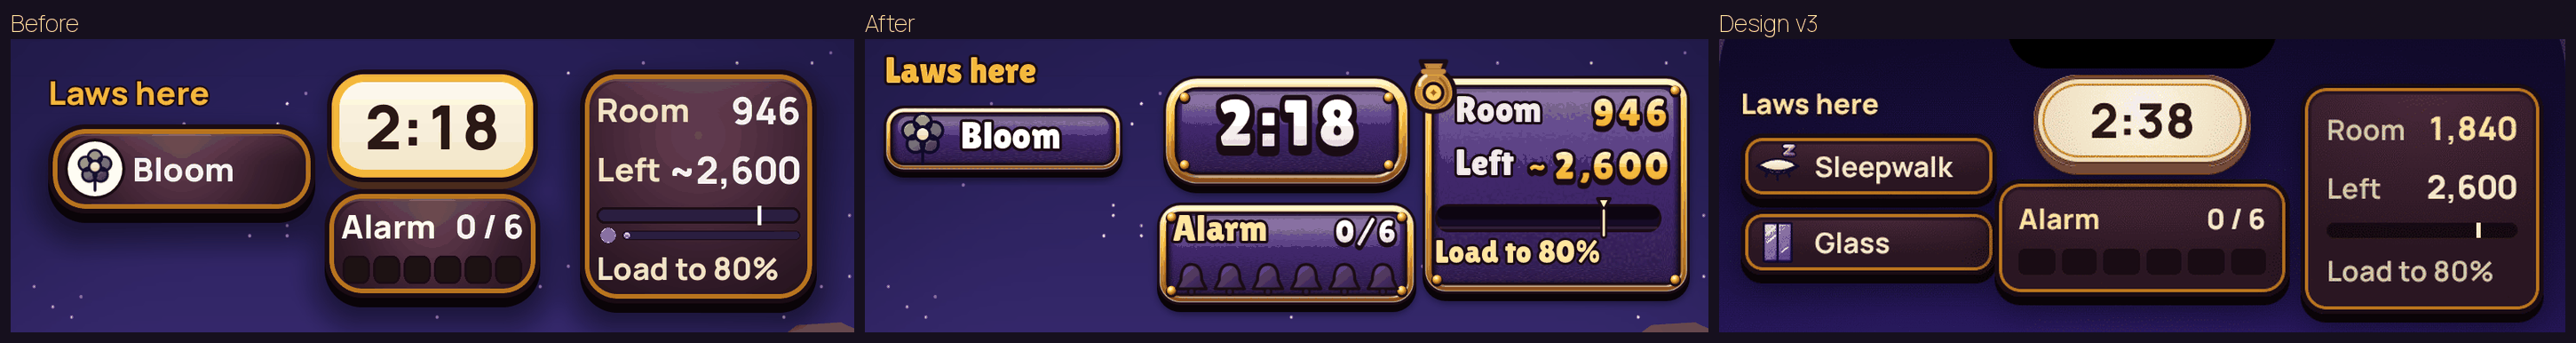 Before
Laws here
Bloom
2:18
Alarm 0 / 6
Room 946
Left ~2,600
Load to 80%
After
Laws here
Bloom
2:18
Alarm 0/6
Room 946
Left ~2,600
Load to 80%
Design v3
Laws here
Sleepwalk
Glass
2:38
Alarm 0 / 6
Room 1,840
Left 2,600
Load to 80%